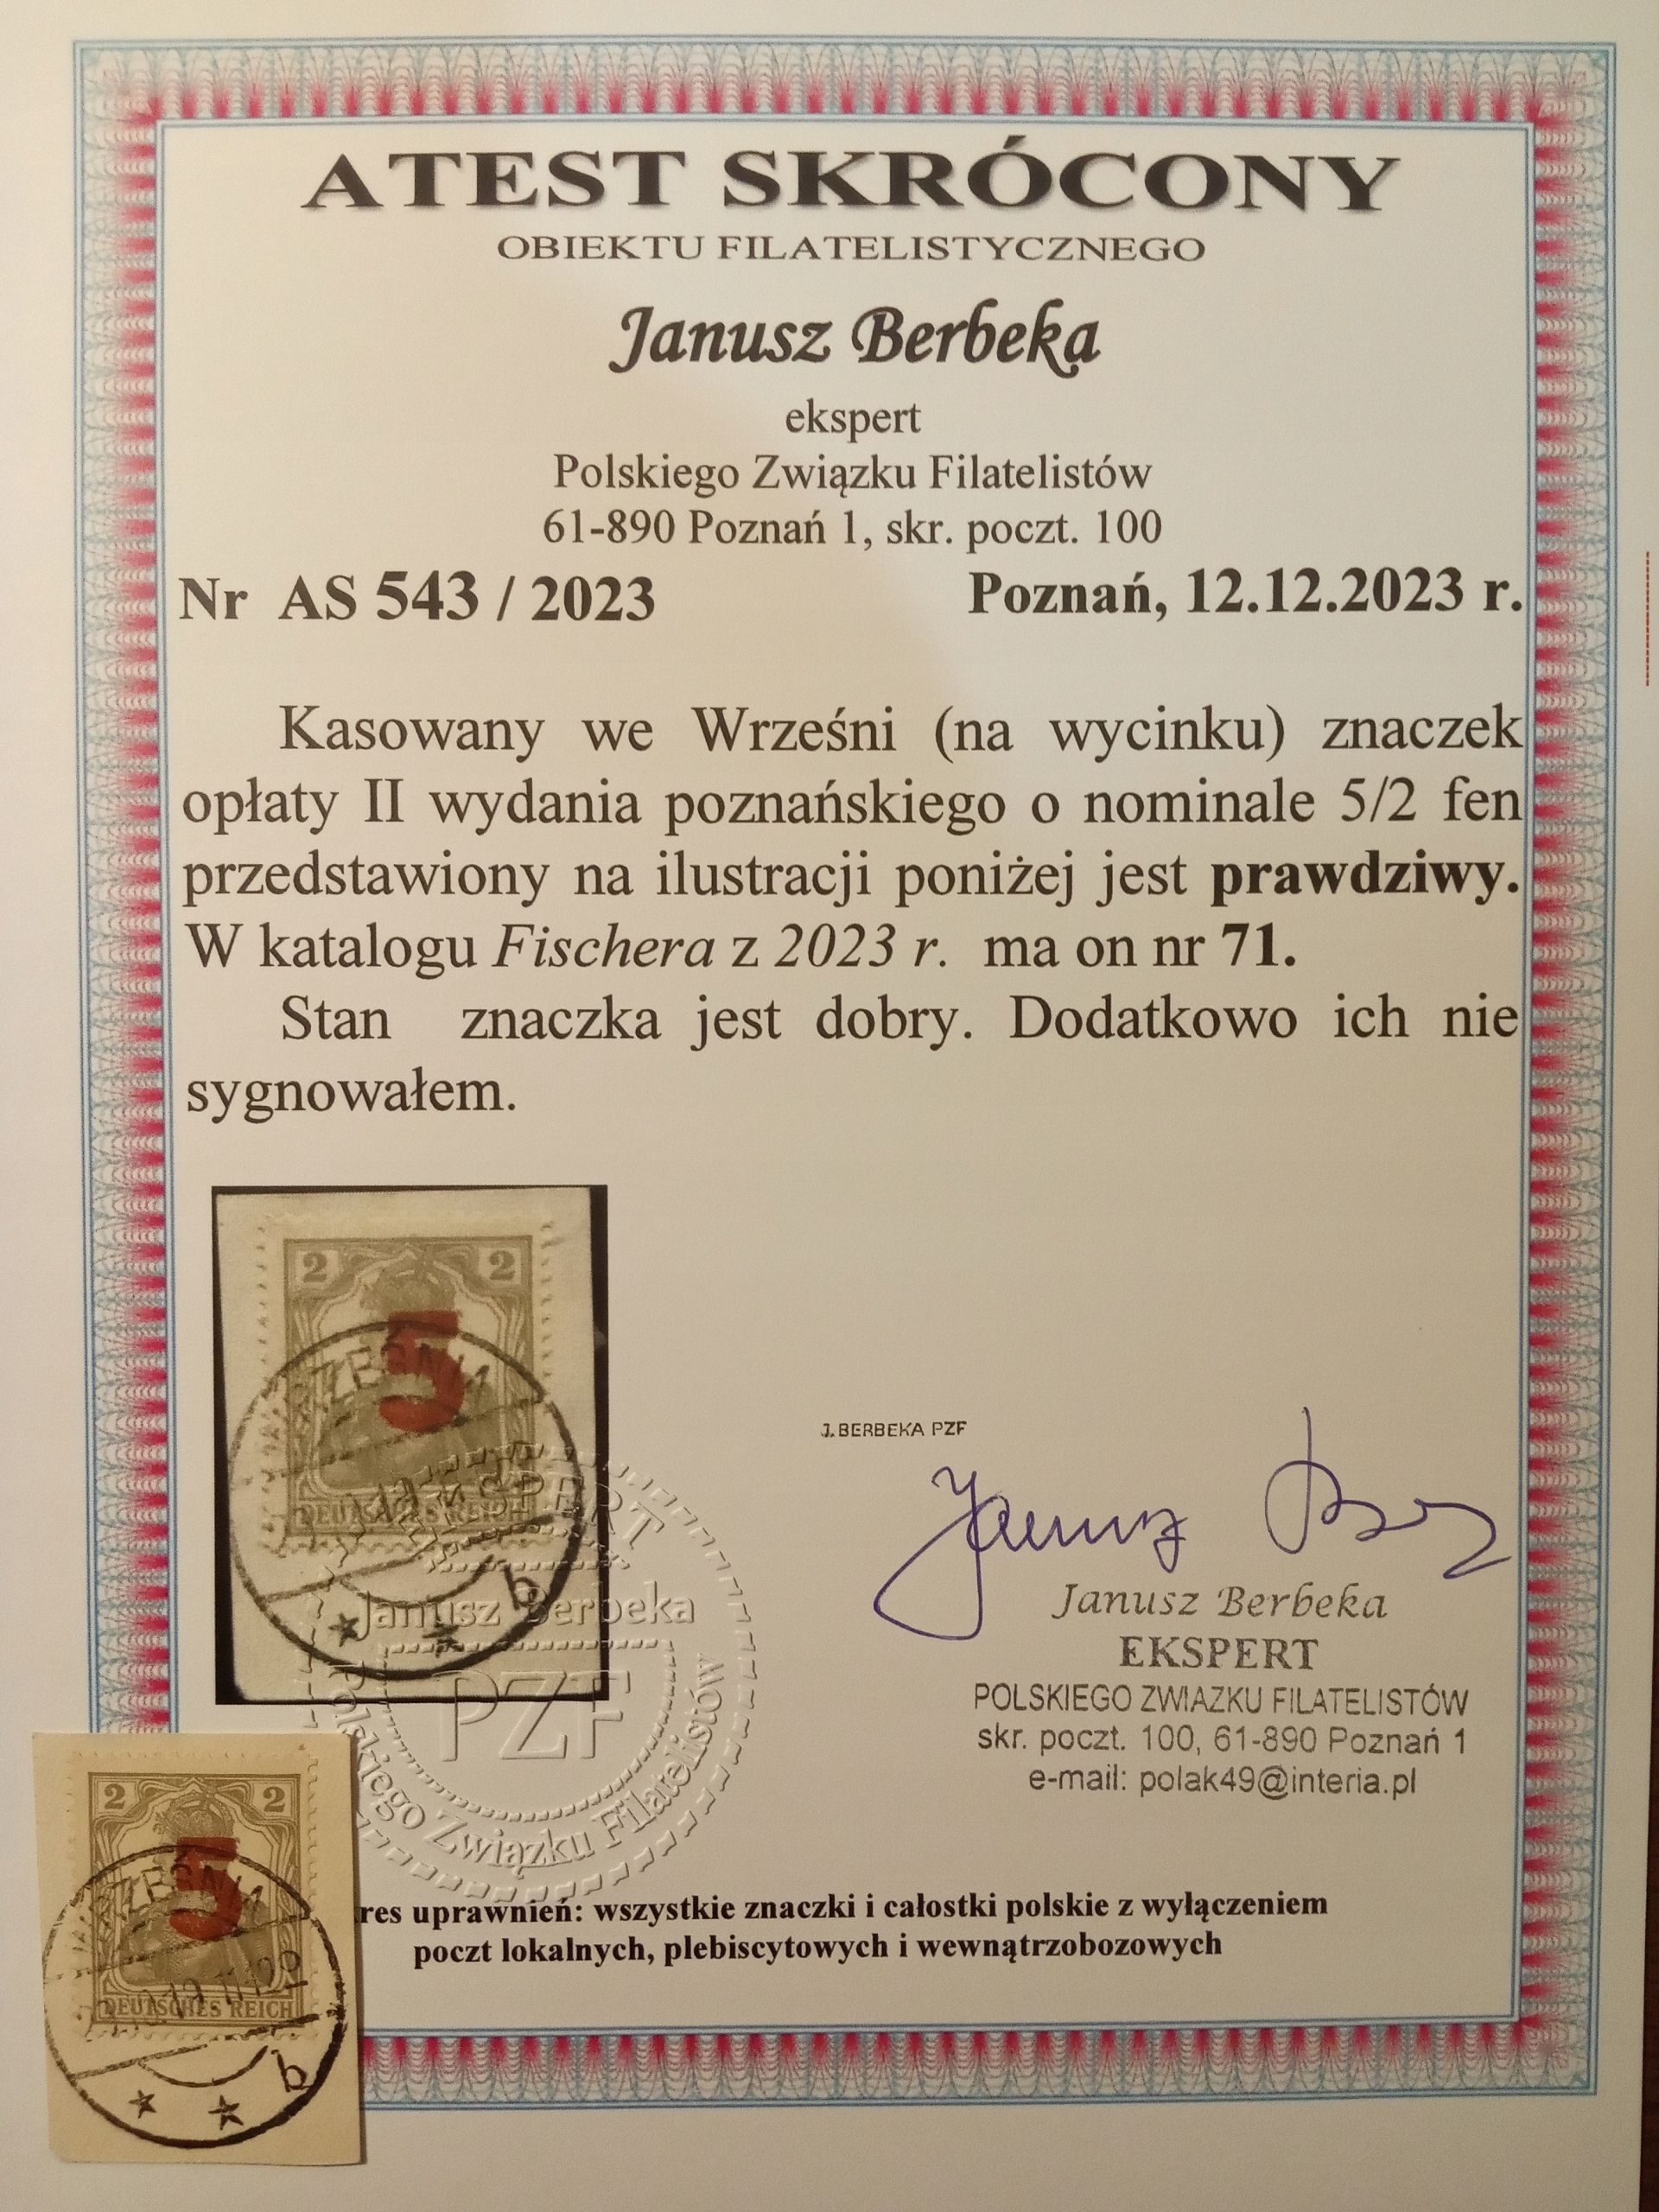 ATEST SKRÓCONY
OBIEKTU FILATELISTYCZNEGO
Janusz Berbeka
ekspert
Polskiego Związku Filatelistów
61-890 Poznań 1, skr. poczt. 100
Nr AS 543 / 2023 Poznań, 12.12.2023 r.
Kasowany we Wrześni (na wycinku) znaczek
opłaty II wydania poznańskiego o nominale 5/2 fen
przedstawiony na ilustracji poniżej jest prawdziwy.
W katalogu Fischera z 2023 r. ma on nr 71.
Stan znaczka jest dobry. Dodatkowo ich nie
sygnowałem.
2 2
5
DEUTSCHES REICH
b
EKSPERT
Janusz Berbeka
PZF
Polskiego Związku Filatelistów
J. BERBEKA PZF
Janusz
Janusz Berbeka
EKSPERT
POLSKIEGO ZWIAZKU FILATELISTÓW
skr. poczt. 100, 61-890 Poznań 1
e-mail: polak49@interia.pl
2 2
5
DEUTSCHES REICH
b
res uprawnień: wszystkie znaczki i całostki polskie z wyłączeniem
poczt lokalnych, plebiscytowych i wewnątrzobozowych